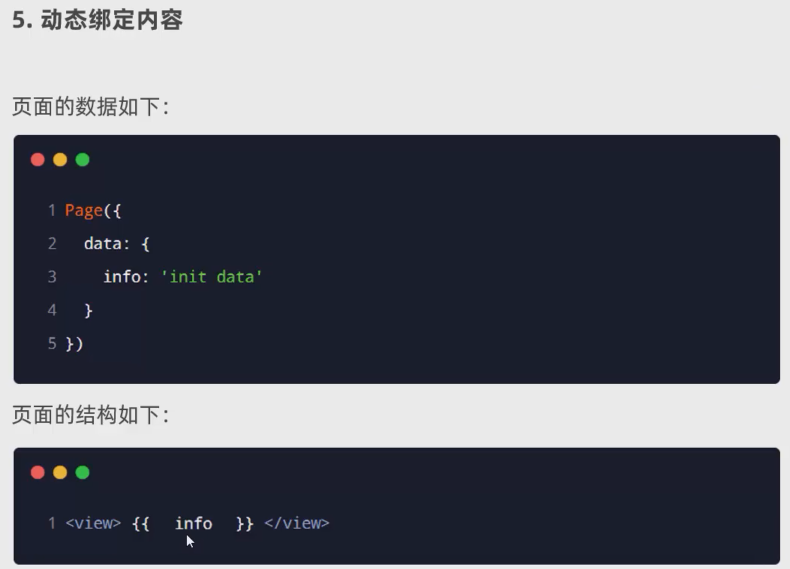 5. 动态绑定内容
页面的数据如下：
1 Page({
2   data: {
3     info: 'init data'
4   }
5 })
页面的结构如下：
1 <view> {{  info  }} </view>